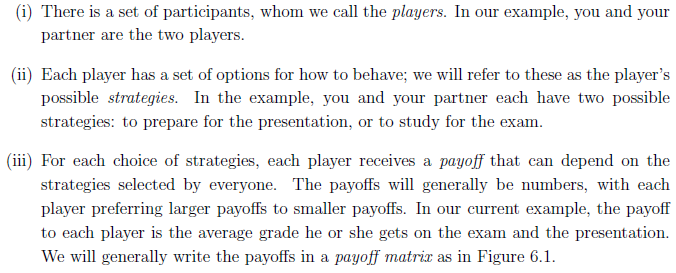 (i) There is a set of participants, whom we call the players. In our example, you and your
partner are the two players.
(ii) Each player has a set of options for how to behave; we will refer to these as the player's
possible strategies. In the example, you and your partner each have two possible
strategies: to prepare for the presentation, or to study for the exam.
(iii) For each choice of strategies, each player receives a payoff that can depend on the
strategies selected by everyone. The payoffs will generally be numbers, with each
player preferring larger payoffs to smaller payoffs. In our current example, the payoff
to each player is the average grade he or she gets on the exam and the presentation.
We will generally write the payoffs in a payoff matrix as in Figure 6.1.